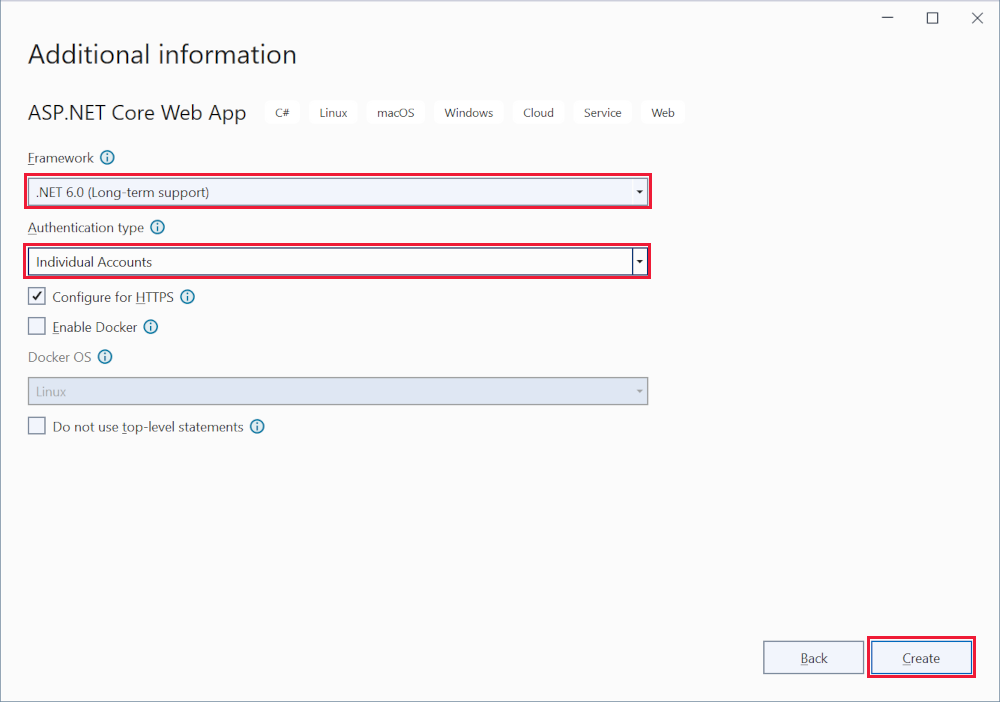 Additional information
ASP.NET Core Web App C# Linux macOS Windows Cloud Service Web
Framework
.NET 6.0 (Long-term support)
Authentication type
Individual Accounts
Configure for HTTPS
Enable Docker
Docker OS
Linux
Do not use top-level statements
Back Create